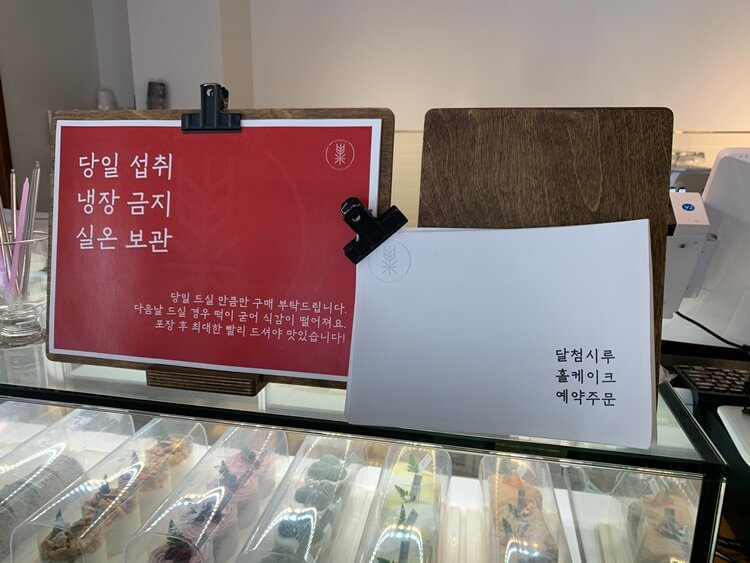 당일 섭취
냉장 금지
실온 보관
당일 드실 만큼만 구매 부탁드립니다.
다음날 드실 경우 떡이 굳어 식감이 떨어져요.
포장 후 최대한 빨리 드셔야 맛있습니다!
달첨시루
홀케이크
예약주문
V2